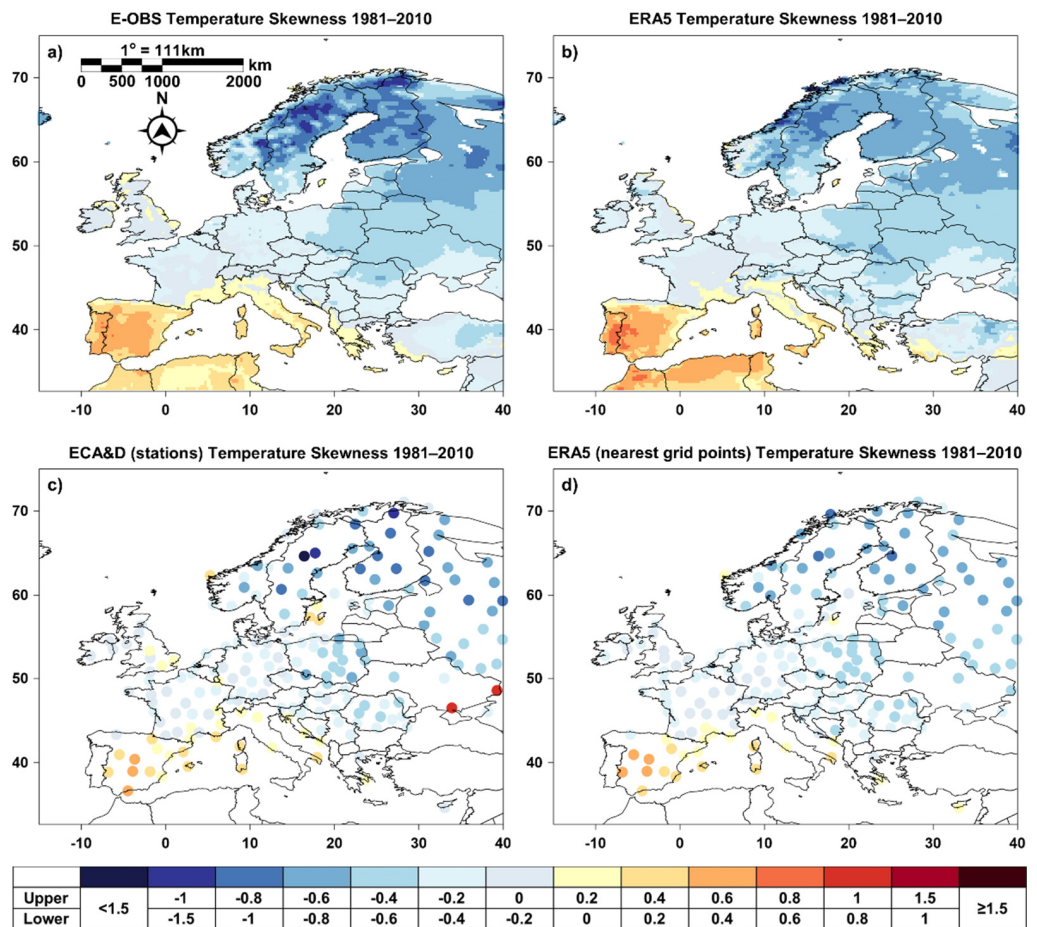 E-OBS Temperature Skewness 1981–2010
a)
1° = 111km
km
0 500 1000 2000
N
70
60
50
40
-10 0 10 20 30 40
ERA5 Temperature Skewness 1981–2010
b)
70
60
50
40
-10 0 10 20 30 40
ECA&D (stations) Temperature Skewness 1981–2010
c)
70
60
50
40
-10 0 10 20 30 40
ERA5 (nearest grid points) Temperature Skewness 1981–2010
d)
70
60
50
40
-10 0 10 20 30 40
Upper <1.5 -1 -0.8 -0.6 -0.4 -0.2 0 0.2 0.4 0.6 0.8 1 1.5 ≥1.5
Lower -1.5 -1 -0.8 -0.6 -0.4 -0.2 0 0.2 0.4 0.6 0.8 1